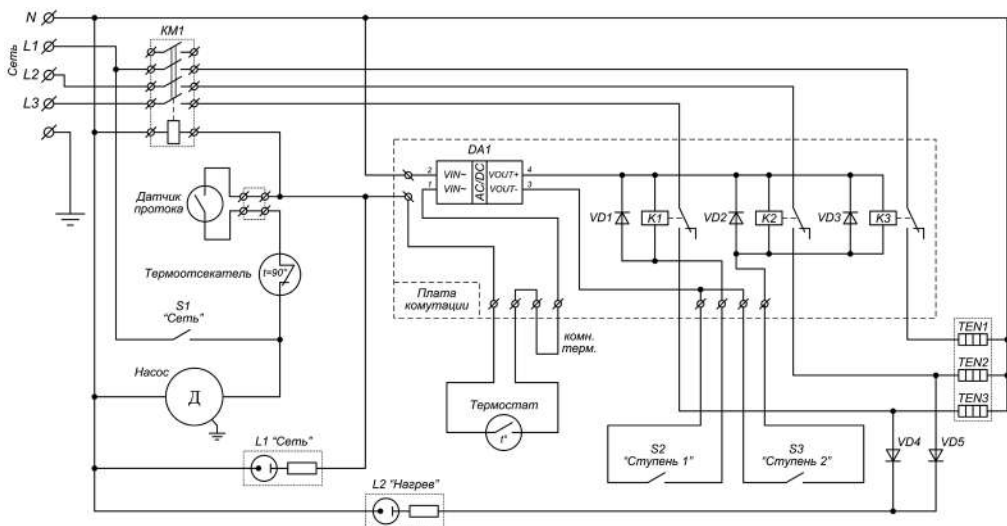 N
KM1
L1
Сеть
L2
L3
DA1
2
VIN~
AC/DC
VOUT+
4
1
VIN~
VOUT-
3
Датчик
протока
VD1
K1
VD2
K2
VD3
K3
Термоотсекатель
t=90°
Плата
комутации
S1
"Сеть"
комн.
терм.
TEN1
Насос
Д
TEN2
Термостат
t°
TEN3
L1 "Сеть"
S2
"Ступень 1"
S3
"Ступень 2"
VD4
VD5
L2 "Нагрев"